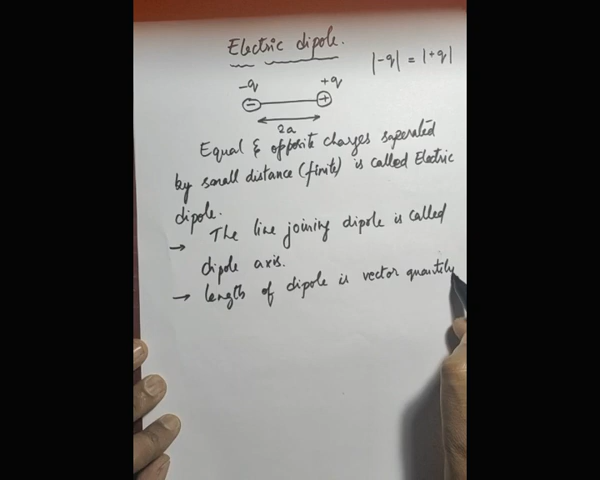 Electric dipole.
|-q| = |+q|
-q +q
− +
2a
Equal & opposite charges saperated
by small distance (finite) is called Electric
dipole.
→ The line joining dipole is called
dipole axis.
→ length of dipole is vector quantity